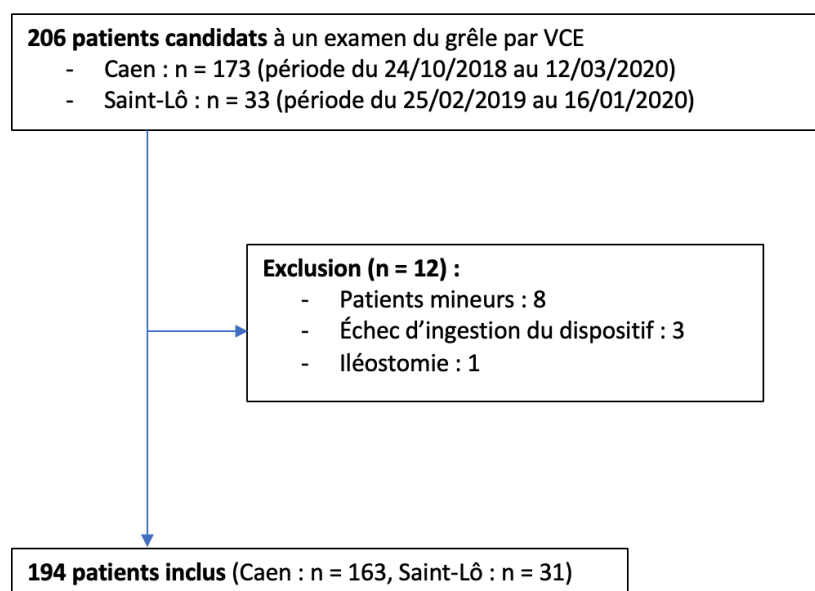 206 patients candidats à un examen du grêle par VCE
- Caen : n = 173 (période du 24/10/2018 au 12/03/2020)
- Saint-Lô : n = 33 (période du 25/02/2019 au 16/01/2020)
Exclusion (n = 12) :
- Patients mineurs : 8
- Échec d’ingestion du dispositif : 3
- Iléostomie : 1
194 patients inclus (Caen : n = 163, Saint-Lô : n = 31)